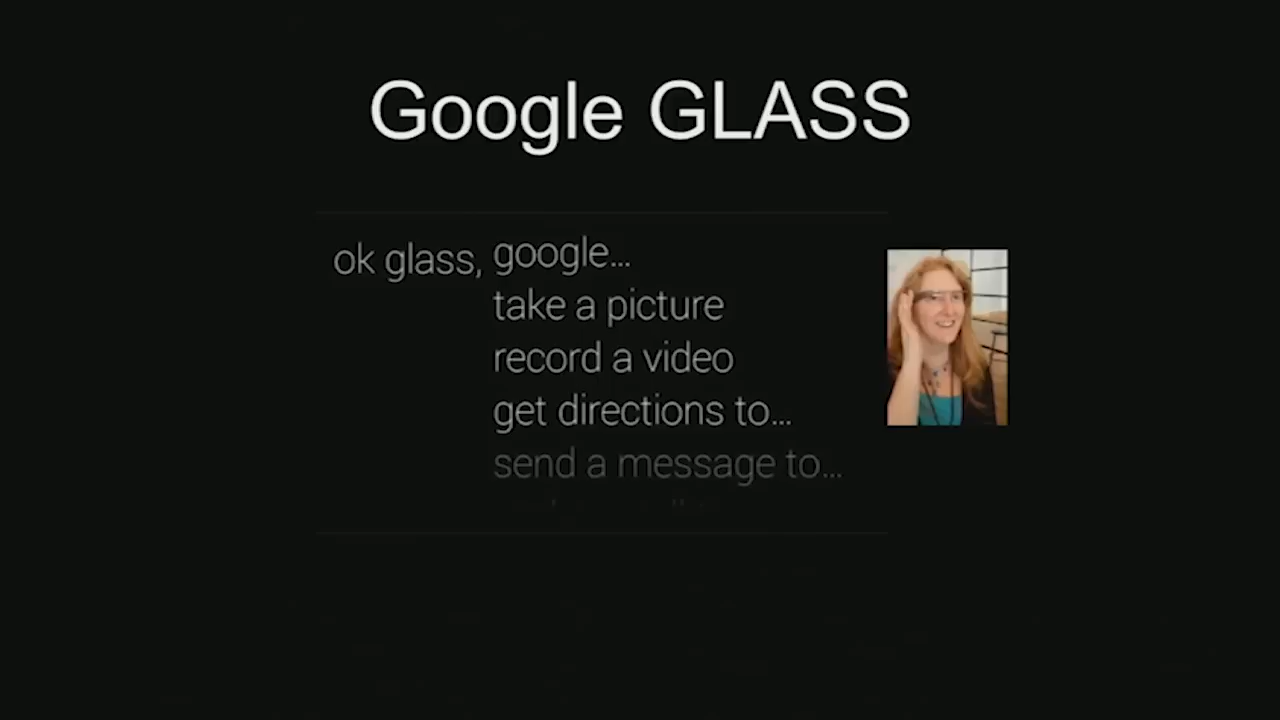 Google GLASS
ok glass, google...
take a picture
record a video
get directions to...
send a message to...